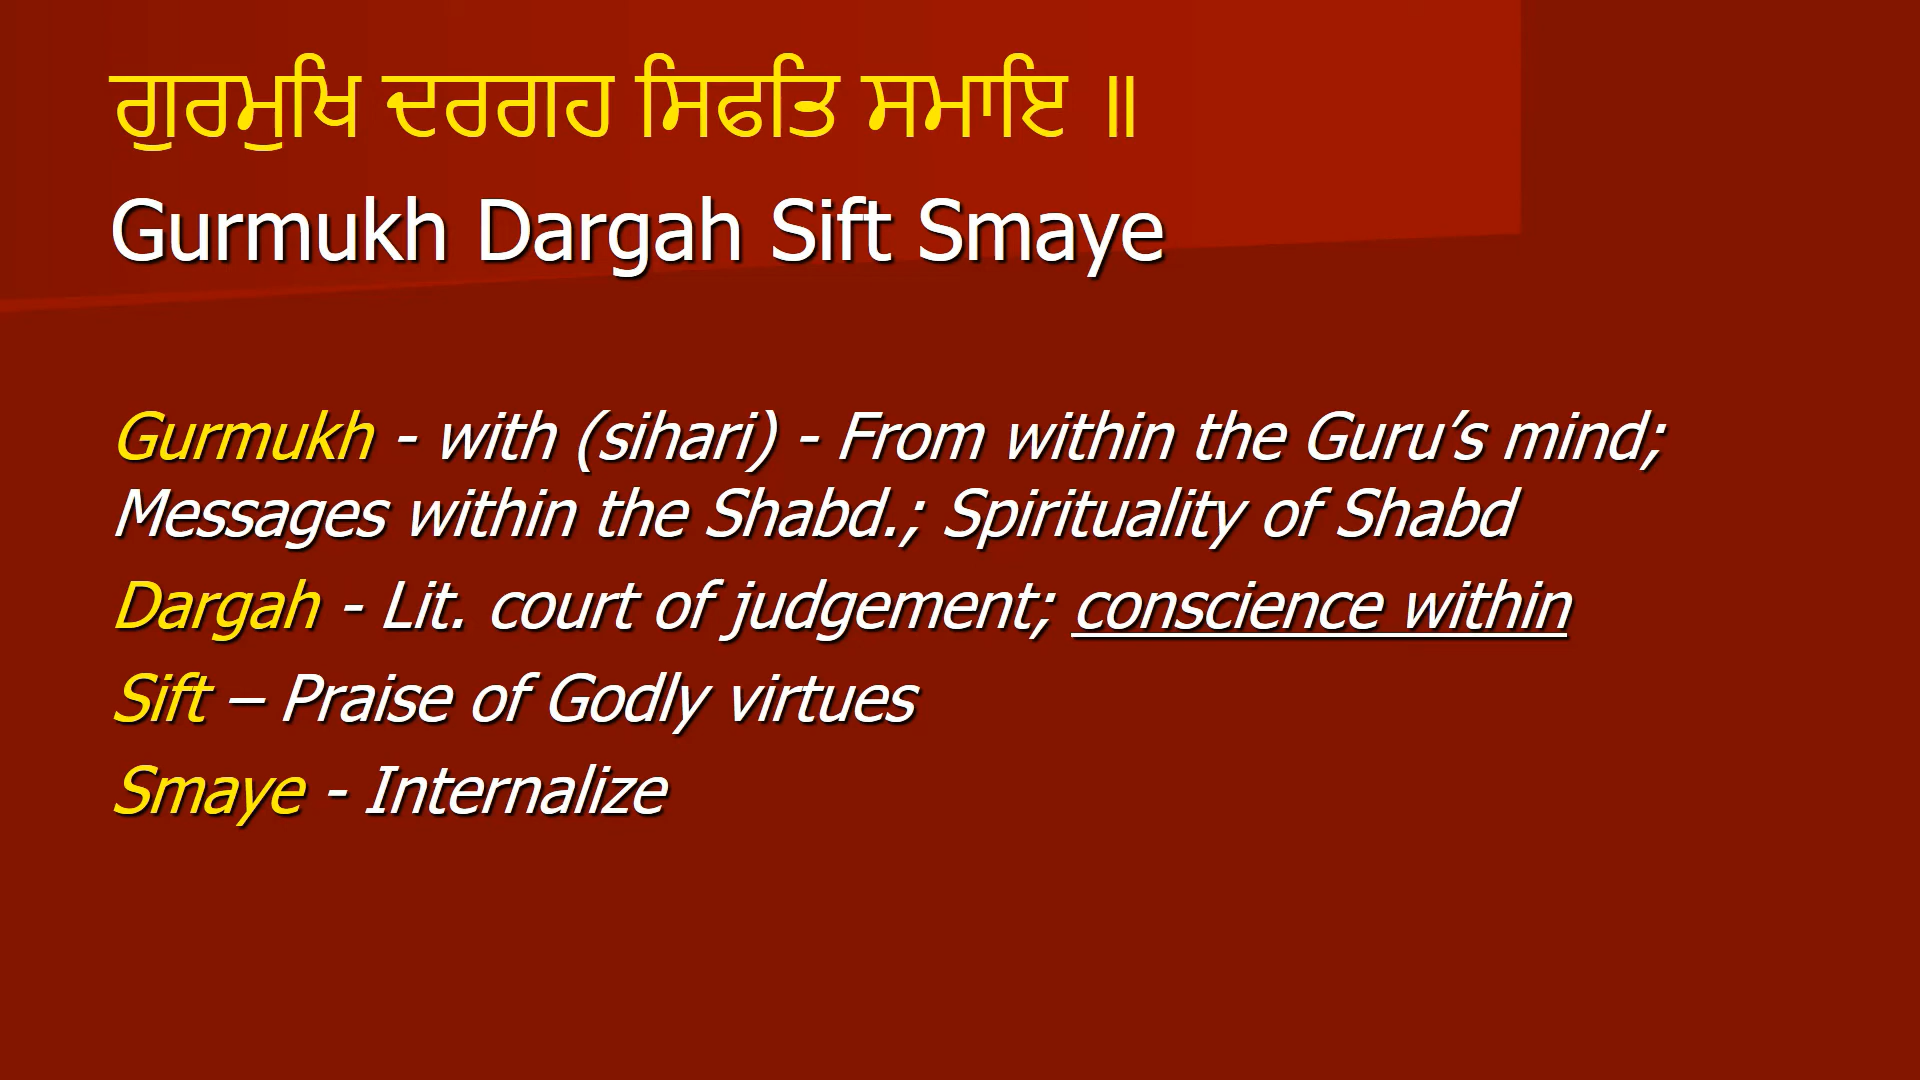 ਗੁਰਮੁਖਿ ਦਰਗਹ ਸਿਫਤਿ ਸਮਾਇ ॥
Gurmukh Dargah Sift Smaye
Gurmukh - with (sihari) - From within the Guru’s mind;
Messages within the Shabd.; Spirituality of Shabd
Dargah - Lit. court of judgement; conscience within
Sift – Praise of Godly virtues
Smaye - Internalize